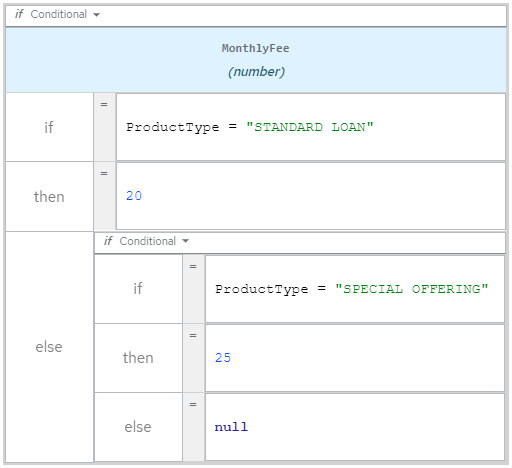 if Conditional
MonthlyFee
(number)
if
=
ProductType = "STANDARD LOAN"
then
=
20
else
if Conditional
if
=
ProductType = "SPECIAL OFFERING"
then
=
25
else
=
null